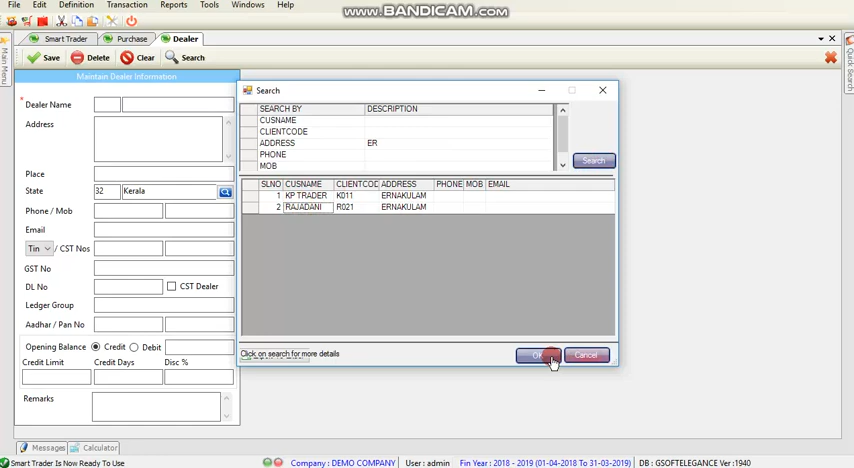 File Edit Definition Transaction Reports Tools Windows Help
www.BANDICAM.com
Smart Trader Purchase Dealer
Save Delete Clear Search
Main Menu
Quick Search
Maintain Dealer Information
* Dealer Name
Address
Place
State 32 Kerala
Phone / Mob
Email
Tin / CST Nos
GST No
DL No CST Dealer
Ledger Group
Aadhar / Pan No
Opening Balance Credit Debit
Credit Limit Credit Days Disc %
Remarks
Search
SEARCH BY DESCRIPTION
CUSNAME
CLIENTCODE
ADDRESS ER
PHONE
MOB
Search
SLNO CUSNAME CLIENTCOD ADDRESS PHONE MOB EMAIL
1 KP TRADER K011 ERNAKULAM
2 RAJADANI R021 ERNAKULAM
Click on search for more details
OK Cancel
Messages Calculator
Smart Trader Is Now Ready To Use Company : DEMO COMPANY User : admin Fin Year : 2018 - 2019 (01-04-2018 To 31-03-2019) DB : GSOFTELEGANCE Ver:1940